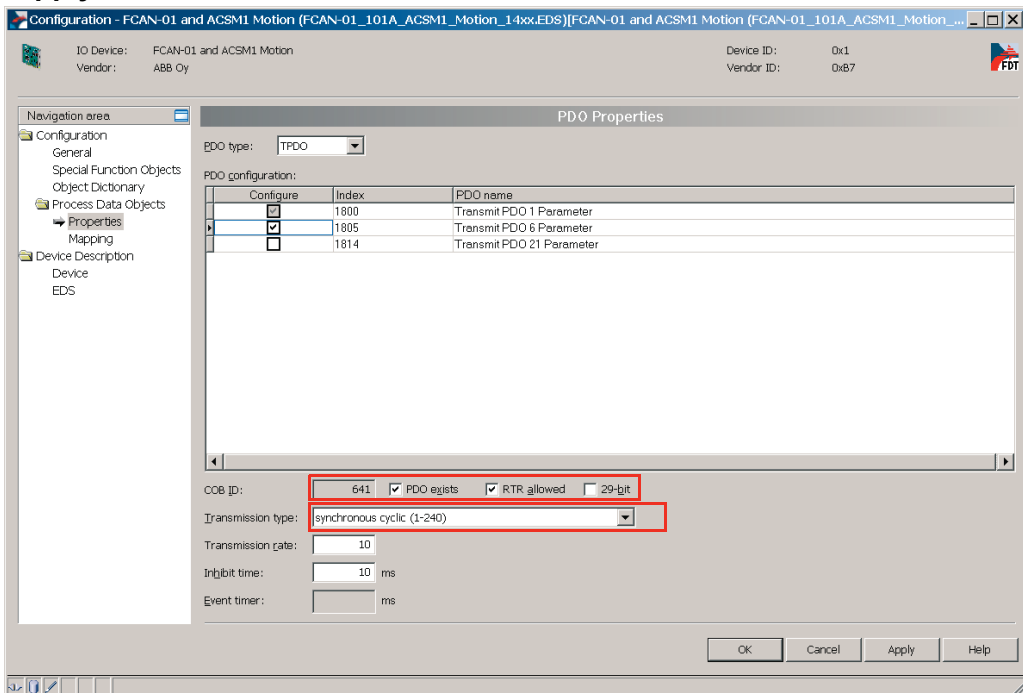 Configuration - FCAN-01 and ACSM1 Motion (FCAN-01_101A_ACSM1_Motion_14xx.EDS)[FCAN-01 and ACSM1 Motion (FCAN-01_101A_ACSM1_Motion_...
IO Device: FCAN-01 and ACSM1 Motion Device ID: 0x1
Vendor: ABB Oy Vendor ID: 0xB7
FDT
Navigation area
PDO Properties
Configuration
General
Special Function Objects
Object Dictionary
Process Data Objects
Properties
Mapping
Device Description
Device
EDS
PDO type: TPDO
PDO configuration:
Configure Index PDO name
1800 Transmit PDO 1 Parameter
1805 Transmit PDO 6 Parameter
1814 Transmit PDO 21 Parameter
COB ID: 641 PDO exists RTR allowed 29-bit
Transmission type: synchronous cyclic (1-240)
Transmission rate: 10
Inhibit time: 10 ms
Event timer: ms
OK Cancel Apply Help